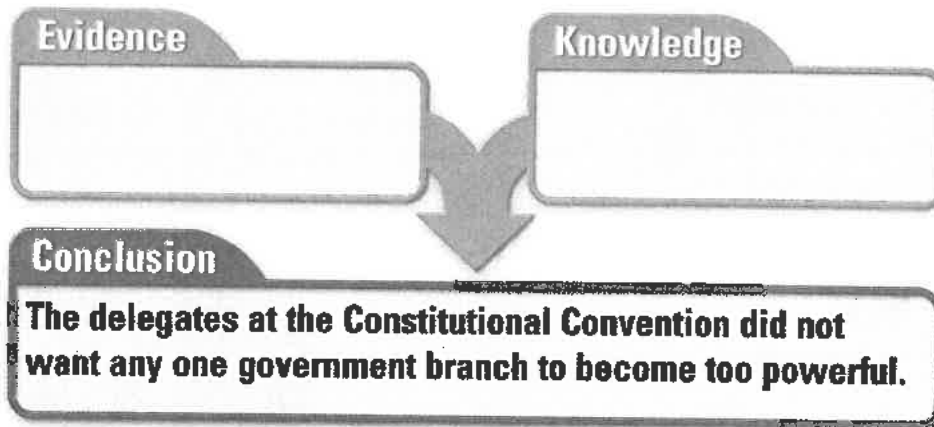 Evidence
Knowledge
Conclusion
The delegates at the Constitutional Convention did not
want any one government branch to become too powerful.